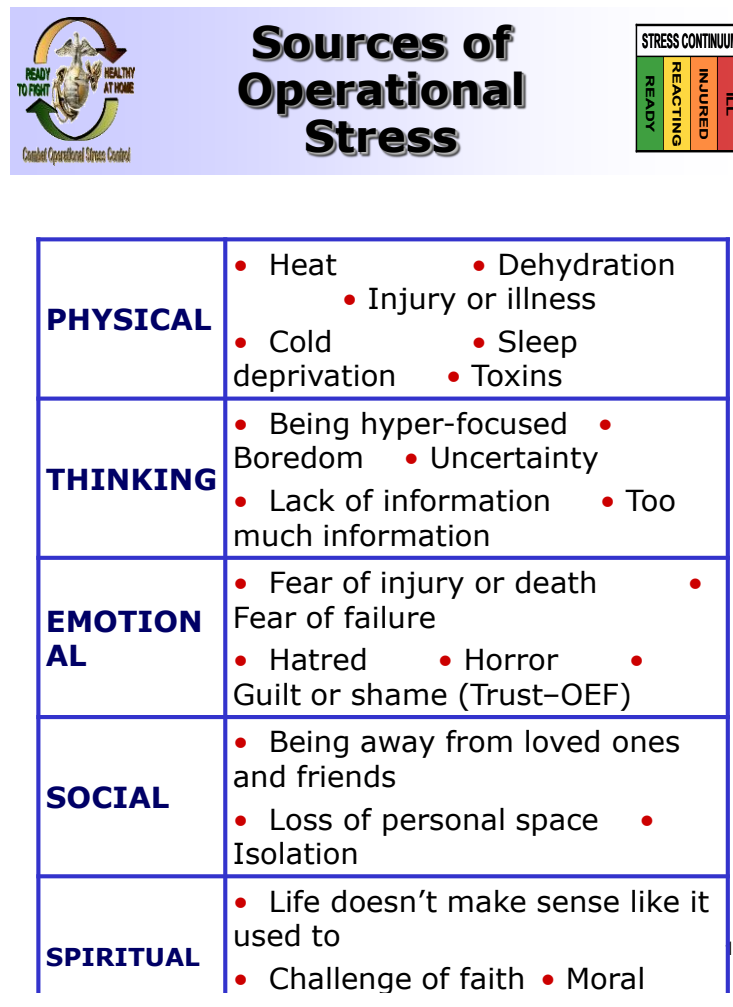 READY
TO FIGHT
HEALTHY
AT HOME
Combat Operational Stress Control
Sources of
Operational
Stress
STRESS CONTINUUM
READY
REACTING
INJURED
ILL
PHYSICAL
• Heat • Dehydration
• Injury or illness
• Cold • Sleep
deprivation • Toxins
THINKING
• Being hyper-focused •
Boredom • Uncertainty
• Lack of information • Too
much information
EMOTION
AL
• Fear of injury or death •
Fear of failure
• Hatred • Horror •
Guilt or shame (Trust–OEF)
SOCIAL
• Being away from loved ones
and friends
• Loss of personal space •
Isolation
SPIRITUAL
• Life doesn’t make sense like it
used to
• Challenge of faith • Moral